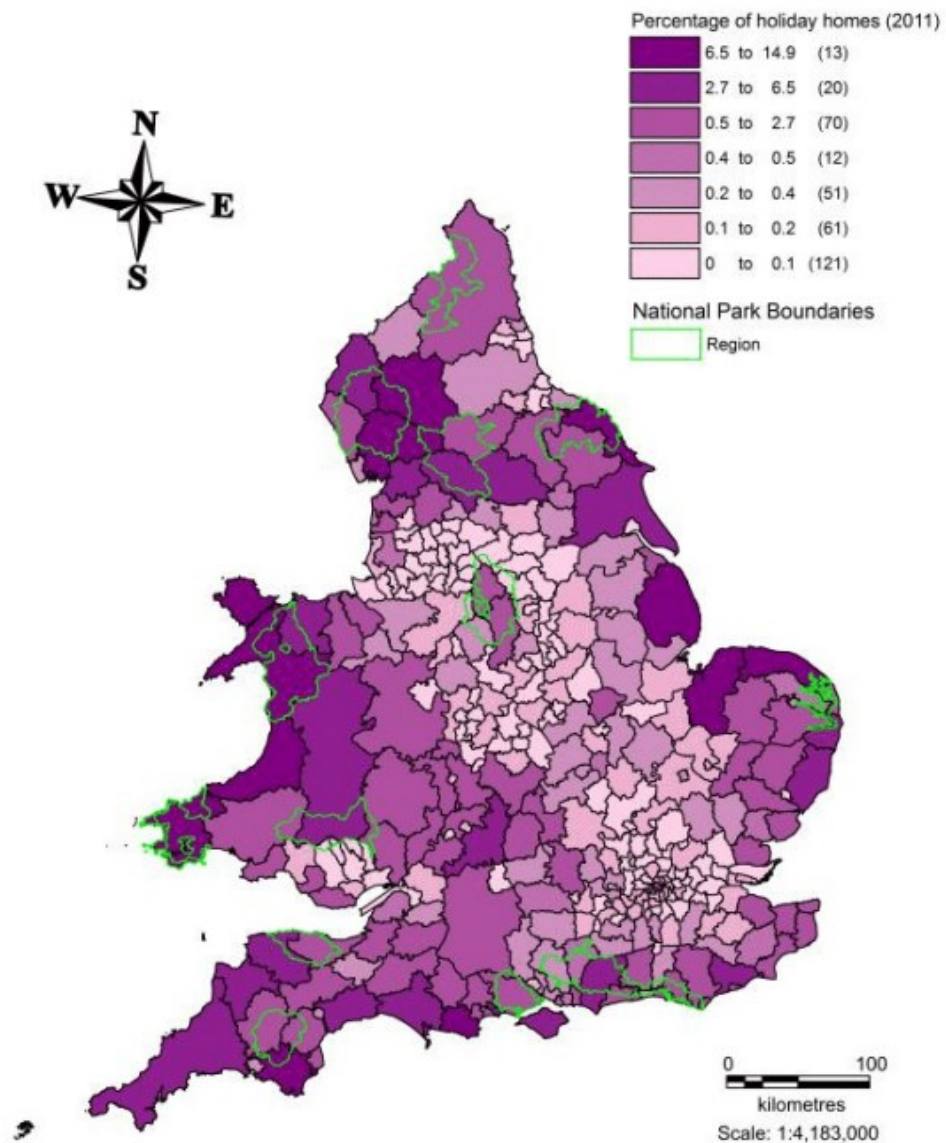 Percentage of holiday homes (2011)
6.5 to 14.9 (13)
2.7 to 6.5 (20)
0.5 to 2.7 (70)
0.4 to 0.5 (12)
0.2 to 0.4 (51)
0.1 to 0.2 (61)
0 to 0.1 (121)
National Park Boundaries
Region
N
W E
S
0 100
kilometres
Scale: 1:4,183,000